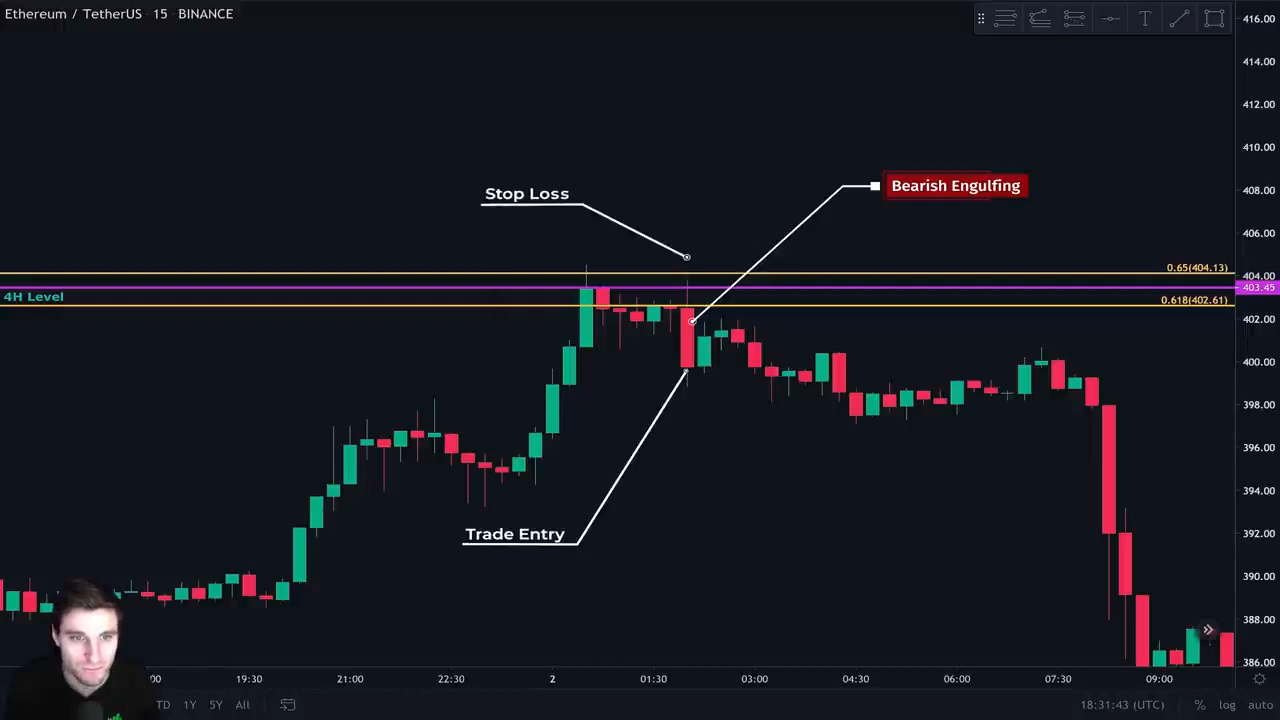 Ethereum / TetherUS · 15 · BINANCE
T
416.00
414.00
412.00
410.00
408.00
406.00
404.00
403.45
402.00
400.00
398.00
396.00
394.00
392.00
390.00
388.00
386.00
Stop Loss
Bearish Engulfing
0.65(404.13)
4H Level
0.618(402.61)
Trade Entry
19:30
21:00
22:30
2
01:30
03:00
04:30
06:00
07:30
09:00
TD
1Y
5Y
All
18:31:43 (UTC)
%
log
auto